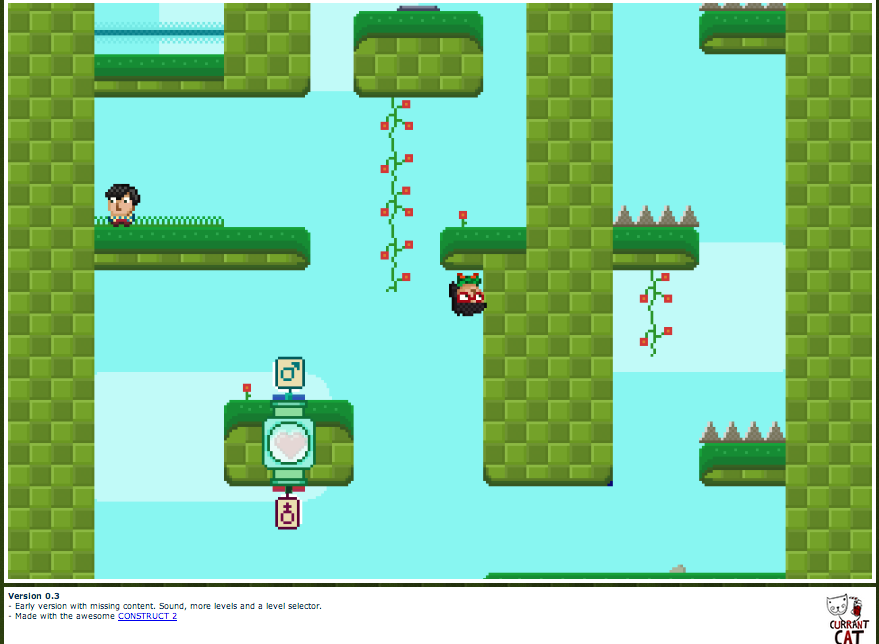 Version 0.3
- Early version with missing content. Sound, more levels and a level selector.
- Made with the awesome CONSTRUCT 2
CURRANT
CAT